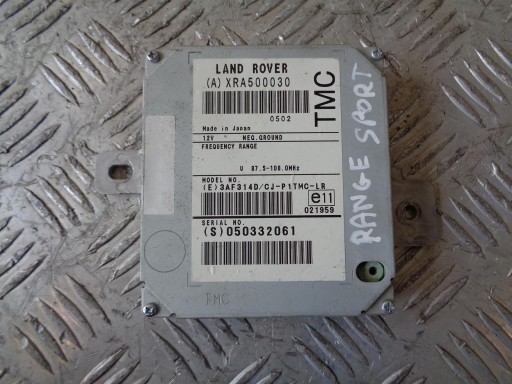 LAND ROVER
(A) XRA500030
0502
TMC
Made in Japan
12V NEG.GROUND
FREQUENCY RANGE
U 87.5-108.0MHz
MODEL NO.
(E)3AF314D/CJ-P1TMC-LR
e11
021959
SERIAL NO.
(S)050332061
TMC
RANGE SPORT